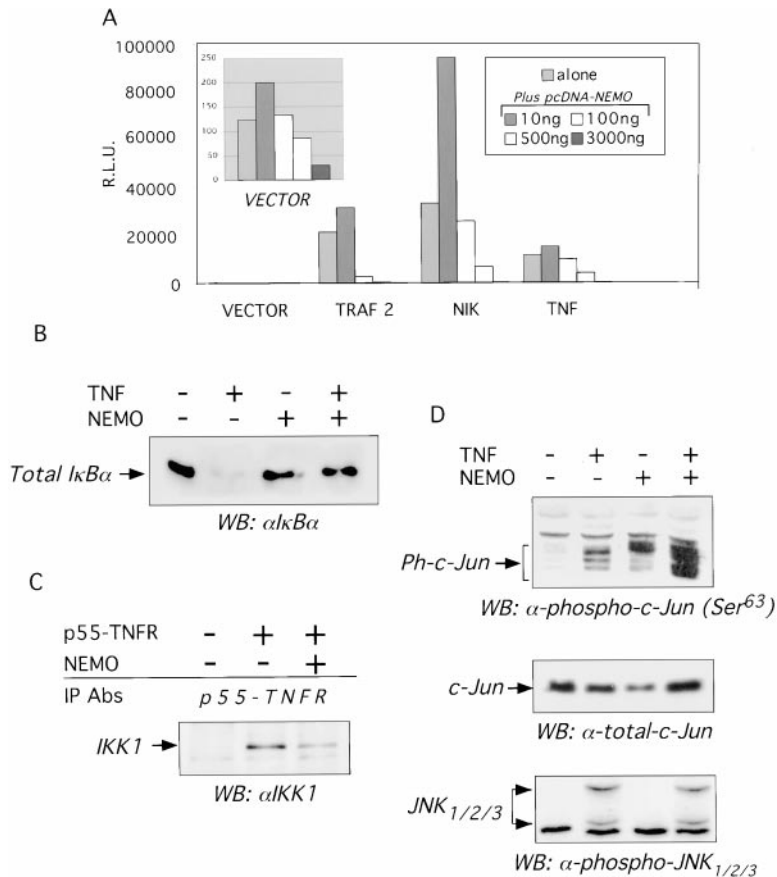 A
R.L.U.
100000
80000
60000
40000
20000
0
250
200
150
100
50
0
VECTOR
alone
Plus pcDNA-NEMO
10ng 100ng
500ng 3000ng
VECTOR TRAF 2 NIK TNF
B
TNF - + - +
NEMO - - + +
Total IκBα
WB: αIκBα
C
p55-TNFR - + +
NEMO - - +
IP Abs p55-TNFR
IKK1
WB: αIKK1
D
TNF - + - +
NEMO - - + +
Ph-c-Jun
WB: α-phospho-c-Jun (Ser63)
c-Jun
WB: α-total-c-Jun
JNK1/2/3
WB: α-phospho-JNK1/2/3